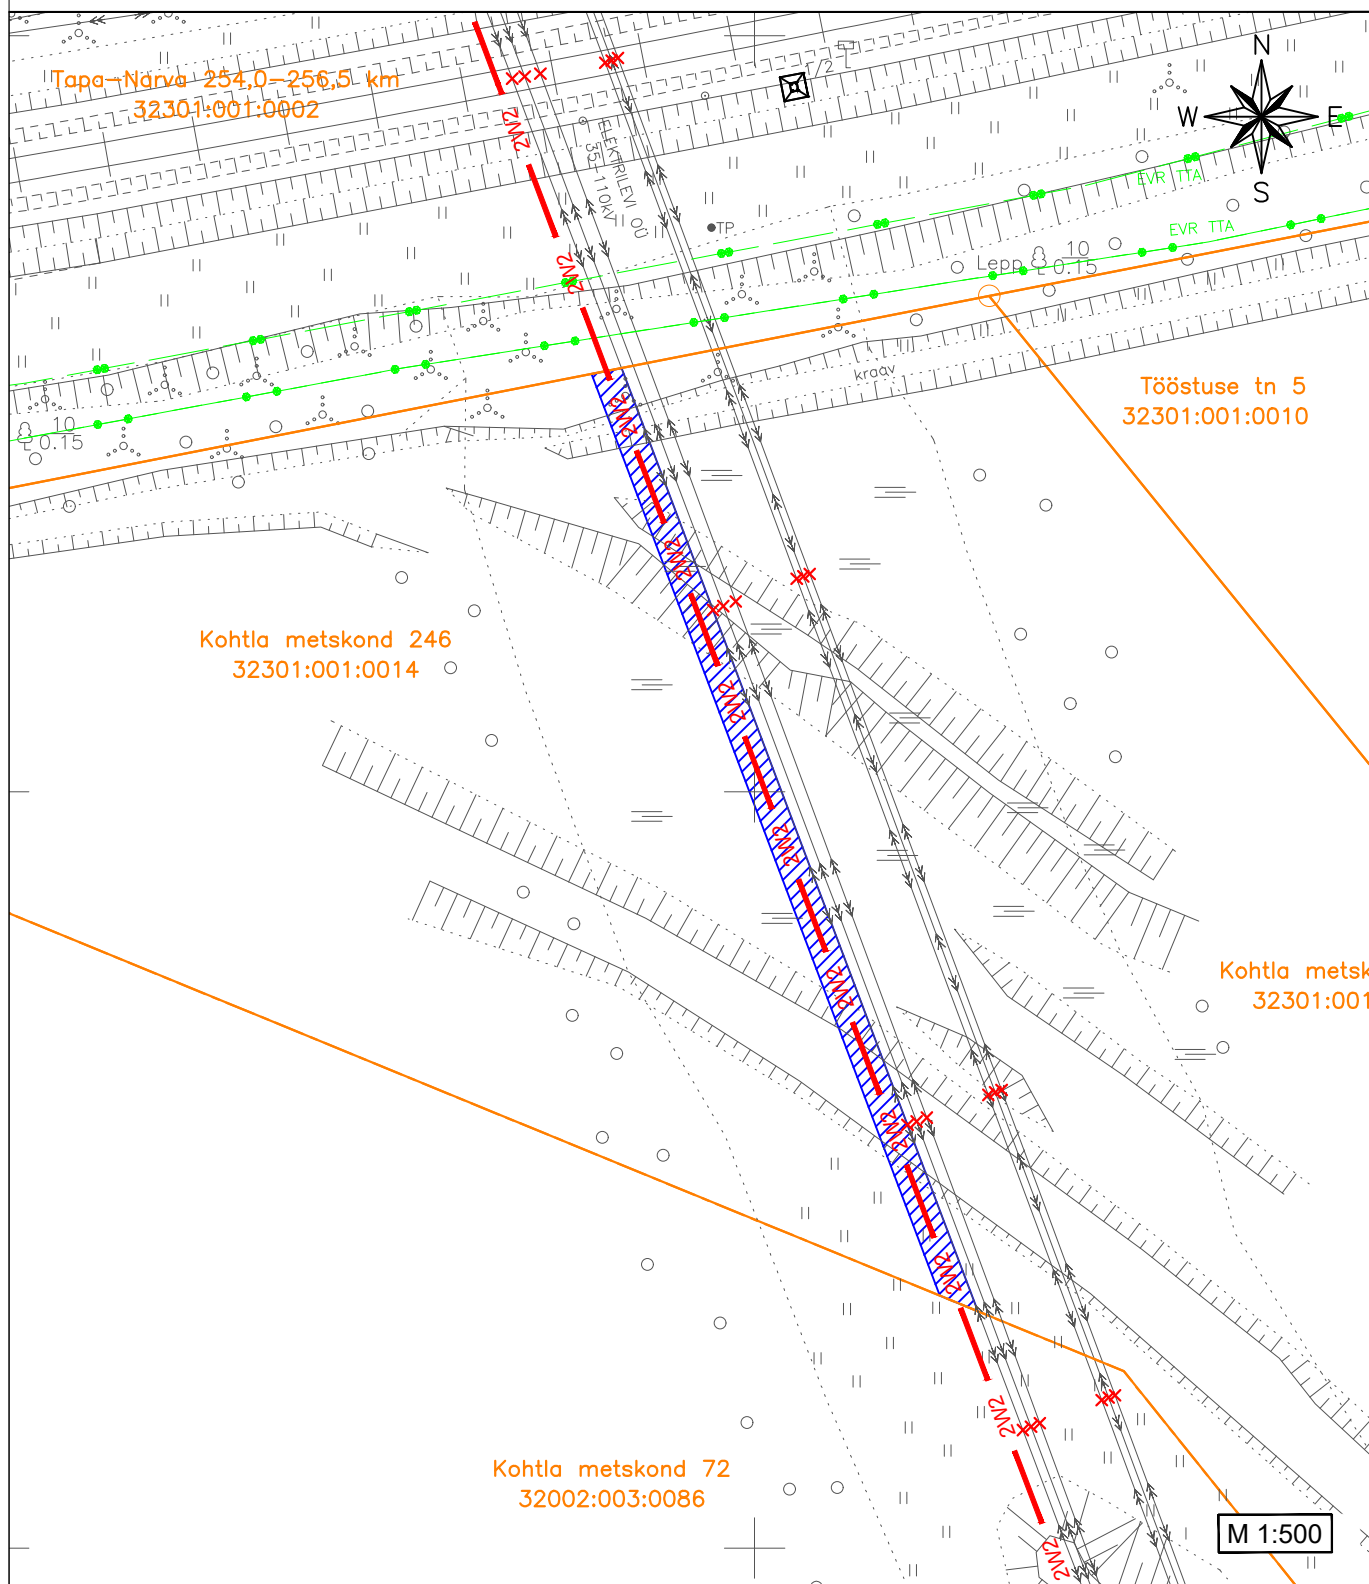 Tapa-Narva 254,0-256,5 km
32301:001:0002
1/2
N
W
E
S
2W2
ELEKTRILEVI OÜ
35-110kV
TP
EVR TTA
EVR TTA
2W2
Lepp 10
0.15
kraav
Tööstuse tn 5
32301:001:0010
10
0.15
2W2
2W2
Kohtla metskond 246
32301:001:0014
2W2
2W2
2W2
Kohtla metsk
32301:001
2W2
2W2
2W2
Kohtla metskond 72
32002:003:0086
M 1:500
2W2